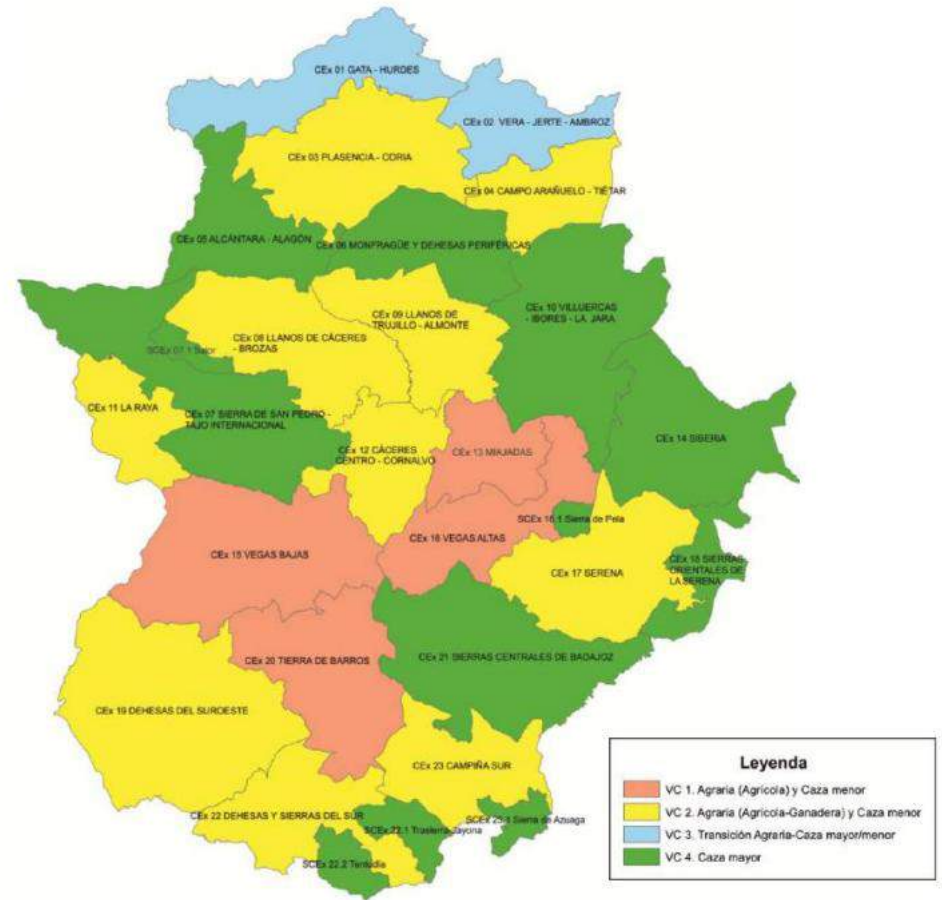 CEx 01 GATA - HURDES
CEx 02 VERA - JERTE - AMBROZ
CEx 03 PLASENCIA - CORIA
CEx 04 CAMPO ARAÑUELO - TIÉTAR
CEx 05 ALCÁNTARA - ALAGÓN
CEx 06 MONFRAGÜE Y DEHESAS PERIFÉRICAS
CEx 10 VILLUERCAS
- IBORES - LA JARA
CEx 09 LLANOS DE
TRUJILLO - ALMONTE
CEx 08 LLANOS DE CÁCERES
- BROZAS
SCEx 07.1 Salor
CEx 11 LA RAYA
CEx 07 SIERRA DE SAN PEDRO -
TAJO INTERNACIONAL
CEx 12 CÁCERES
CENTRO - CORNALVO
CEx 13 MIAJADAS
CEx 14 SIBERIA
SCEx 16.1 Sierra de Pela
CEx 16 VEGAS ALTAS
CEx 15 VEGAS BAJAS
CEx 17 SERENA
CEx 18 SIERRAS
ORIENTALES DE
LA SERENA
CEx 20 TIERRA DE BARROS
CEx 21 SIERRAS CENTRALES DE BADAJOZ
CEx 19 DEHESAS DEL SUROESTE
CEx 23 CAMPIÑA SUR
CEx 22 DEHESAS Y SIERRAS DEL SUR
SCEx 23.1 Sierra de Azuaga
SCEx 22.1 Trasierra-Jayona
SCEx 22.2 Tentudía
Leyenda
VC 1. Agraria (Agrícola) y Caza menor
VC 2. Agraria (Agrícola-Ganadera) y Caza menor
VC 3. Transición Agraria-Caza mayor/menor
VC 4. Caza mayor